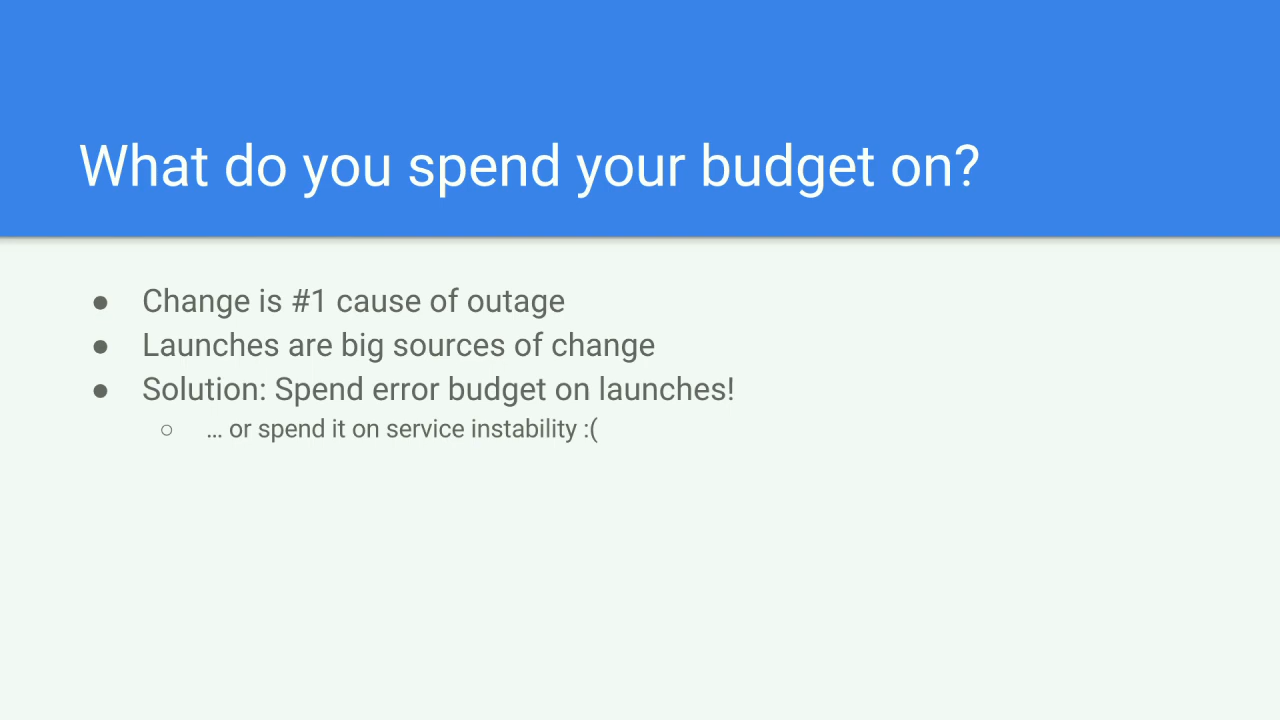 What do you spend your budget on?
● Change is #1 cause of outage
● Launches are big sources of change
● Solution: Spend error budget on launches!
○ … or spend it on service instability :(